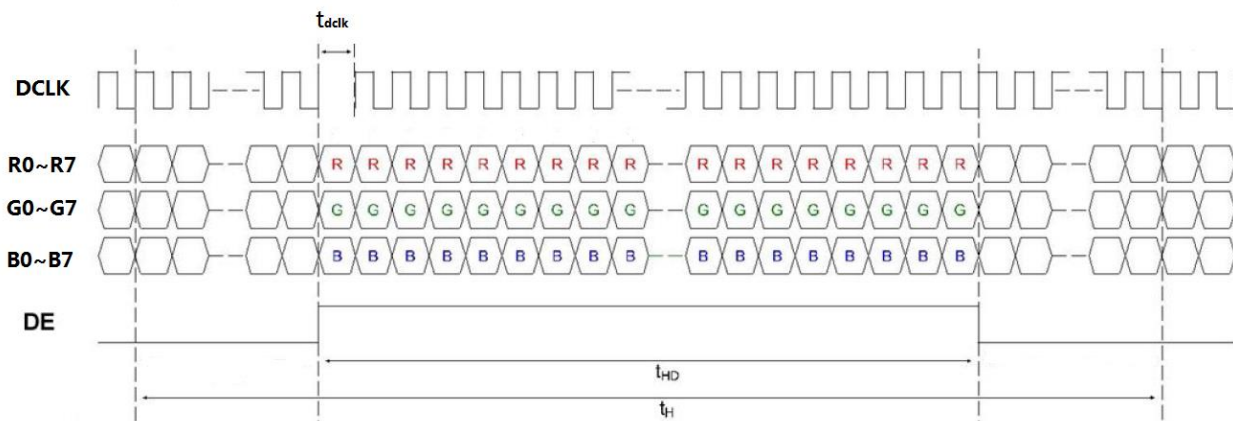 tdclk
DCLK
R0~R7 R R R R R R R R R R R R R R R R R
G0~G7 G G G G G G G G G G G G G G G G G
B0~B7 B B B B B B B B B B B B B B B B B
DE
tHD
tH